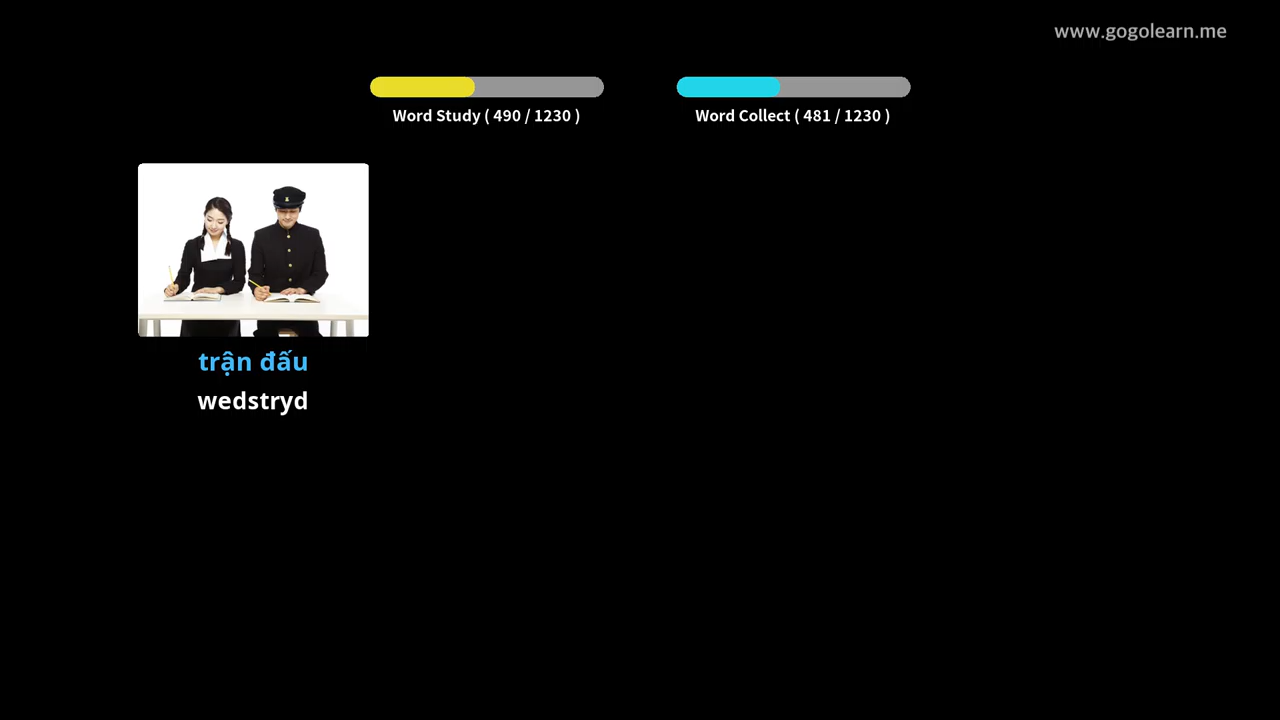 www.gogolearn.me
Word Study ( 490 / 1230 )
Word Collect ( 481 / 1230 )
trận đấu
wedstryd